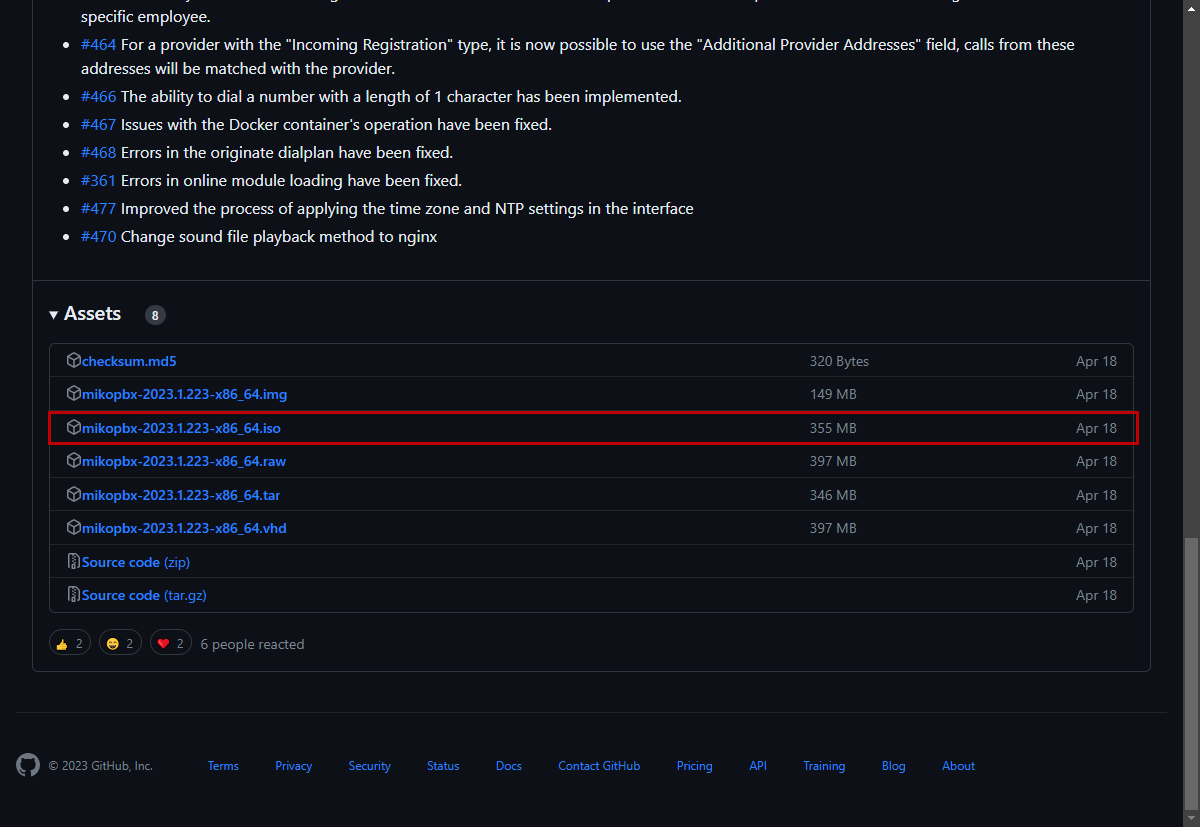 specific employee.
#464 For a provider with the "Incoming Registration" type, it is now possible to use the "Additional Provider Addresses" field, calls from these
addresses will be matched with the provider.
#466 The ability to dial a number with a length of 1 character has been implemented.
#467 Issues with the Docker container's operation have been fixed.
#468 Errors in the originate dialplan have been fixed.
#361 Errors in online module loading have been fixed.
#477 Improved the process of applying the time zone and NTP settings in the interface
#470 Change sound file playback method to nginx
Assets 8
checksum.md5 320 Bytes Apr 18
mikopbx-2023.1.223-x86_64.img 149 MB Apr 18
mikopbx-2023.1.223-x86_64.iso 355 MB Apr 18
mikopbx-2023.1.223-x86_64.raw 397 MB Apr 18
mikopbx-2023.1.223-x86_64.tar 346 MB Apr 18
mikopbx-2023.1.223-x86_64.vhd 397 MB Apr 18
Source code (zip) Apr 18
Source code (tar.gz) Apr 18
2 2 2 6 people reacted
© 2023 GitHub, Inc. Terms Privacy Security Status Docs Contact GitHub Pricing API Training Blog About